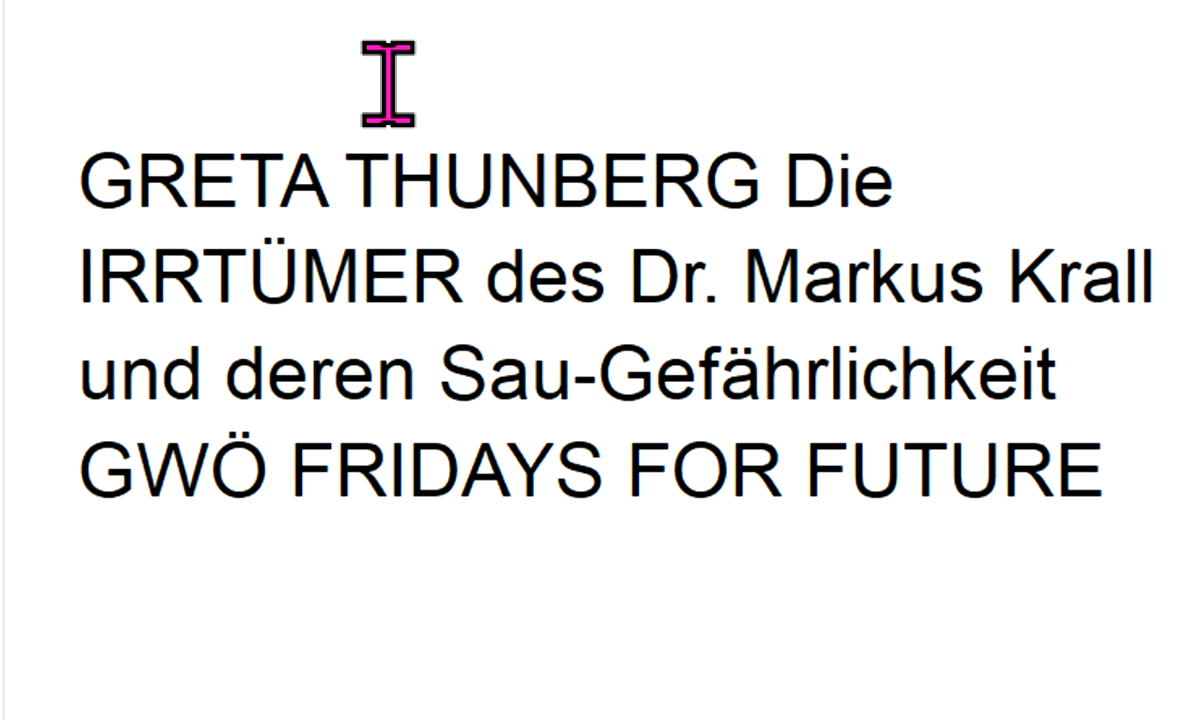 GRETA THUNBERG Die
IRRTÜMER des Dr. Markus Krall
und deren Sau-Gefährlichkeit
GWÖ FRIDAYS FOR FUTURE